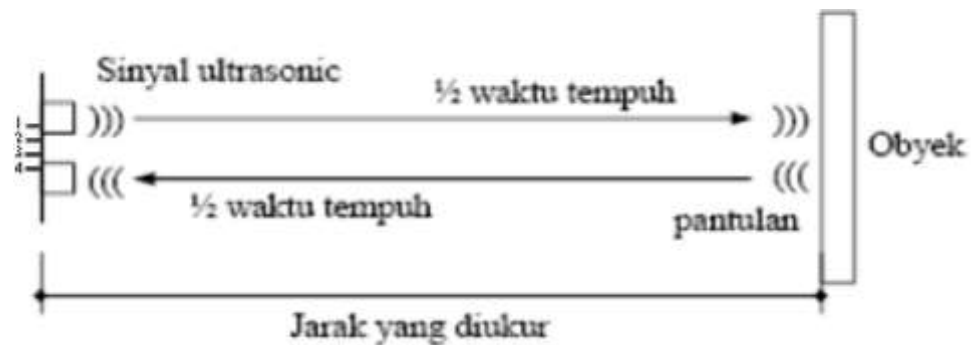 Sinyal ultrasonic
½ waktu tempuh
Obyek
½ waktu tempuh
pantulan
Jarak yang diukur